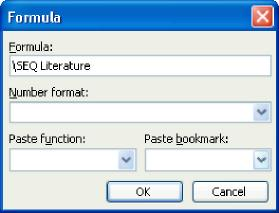 Formula
Formula:
\SEQ Literature
Number format:
Paste function: Paste bookmark:
OK Cancel